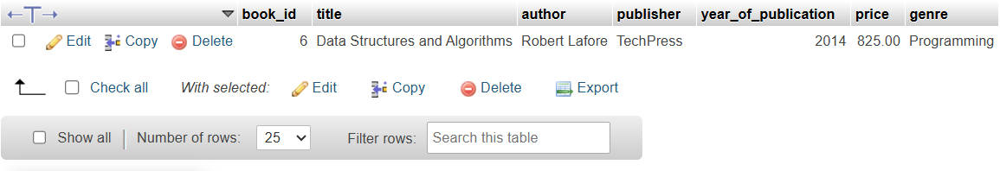 book_id title author publisher year_of_publication price genre
Edit Copy Delete 6 Data Structures and Algorithms Robert Lafore TechPress 2014 825.00 Programming
Check all With selected: Edit Copy Delete Export
Show all Number of rows: 25 Filter rows: Search this table